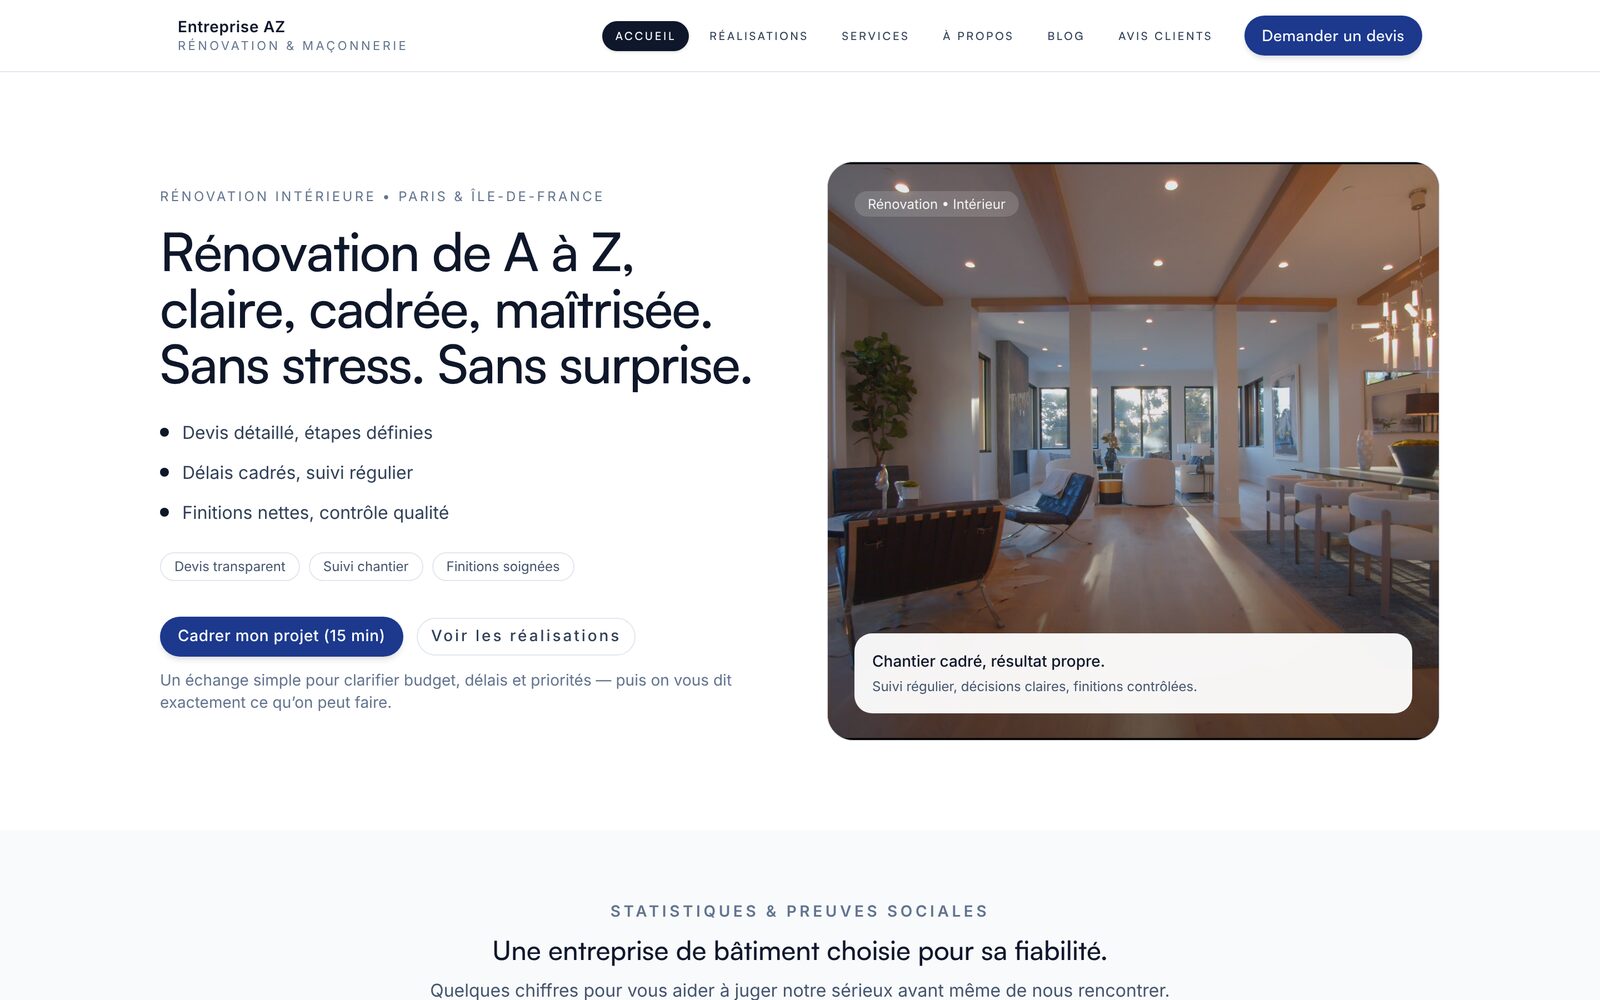 Entreprise AZ
RÉNOVATION & MAÇONNERIE
ACCUEIL
RÉALISATIONS
SERVICES
À PROPOS
BLOG
AVIS CLIENTS
Demander un devis
RÉNOVATION INTÉRIEURE • PARIS & ÎLE-DE-FRANCE
Rénovation de A à Z,
claire, cadrée, maîtrisée.
Sans stress. Sans surprise.
Devis détaillé, étapes définies
Délais cadrés, suivi régulier
Finitions nettes, contrôle qualité
Devis transparent
Suivi chantier
Finitions soignées
Cadrer mon projet (15 min)
Voir les réalisations
Un échange simple pour clarifier budget, délais et priorités — puis on vous dit
exactement ce qu’on peut faire.
Rénovation • Intérieur
Chantier cadré, résultat propre.
Suivi régulier, décisions claires, finitions contrôlées.
STATISTIQUES & PREUVES SOCIALES
Une entreprise de bâtiment choisie pour sa fiabilité.
Quelques chiffres pour vous aider à juger notre sérieux avant même de nous rencontrer.